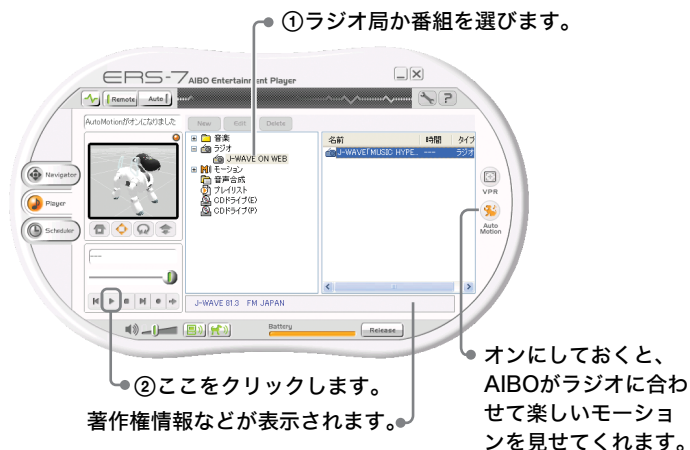 ①ラジオ局か番組を選びます。
ERS-7 AIBO Entertainment Player
Remote Auto
AutoMotionがオンになりました
New Edit Delete
音楽
ラジオ
J-WAVE ON WEB
モーション
音声合成
プレイリスト
CDドライブ(E)
CDドライブ(P)
名前 時間 タイプ
J-WAVE「MUSIC HYPE... --- ラジオ
Navigator
Player
Scheduler
VPR
Auto
Motion
J-WAVE 81.3 FM JAPAN
Battery
Release
②ここをクリックします。
著作権情報などが表示されます。
オンにしておくと、
AIBOがラジオに合わ
せて楽しいモーショ
ンを見せてくれます。